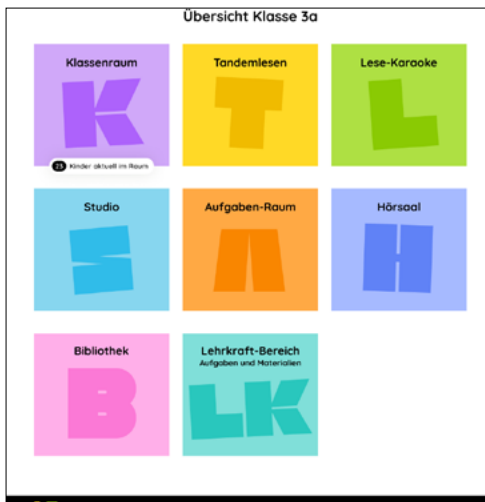 Übersicht Klasse 3a
Klassenraum
K
23 Kinder aktuell im Raum
Tandemlesen
T
Lese-Karaoke
L
Studio
S
Aufgaben-Raum
A
Hörsaal
H
Bibliothek
B
Lehrkraft-Bereich
Aufgaben und Materialien
LK